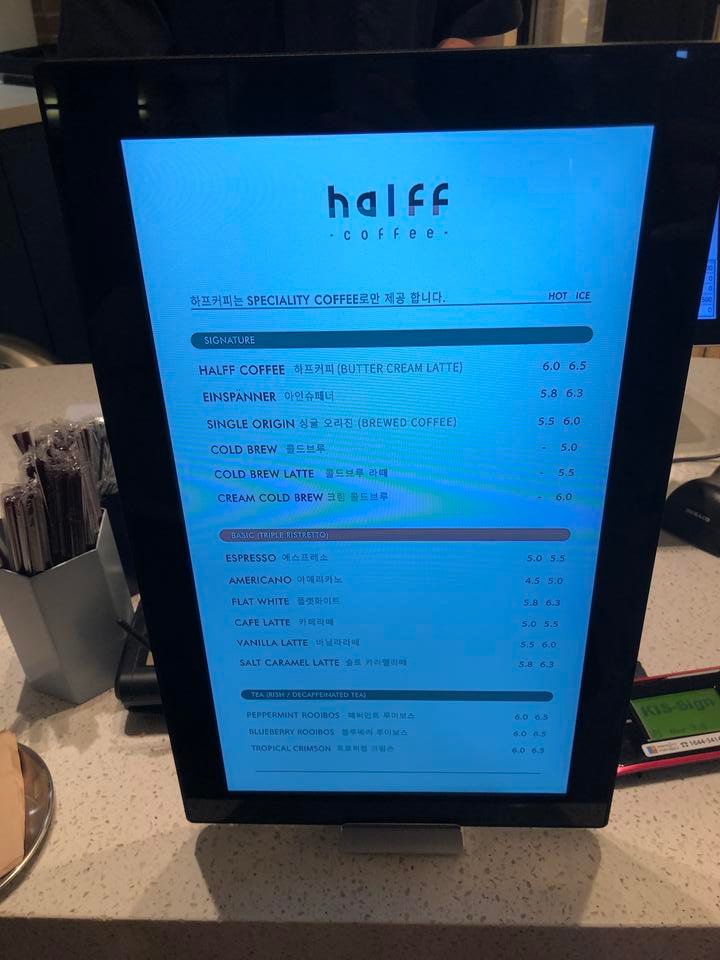 halff
- coffee -
하프커피는 SPECIALITY COFFEE로만 제공 합니다. HOT ICE
SIGNATURE
HALFF COFFEE 하프커피 (BUTTER CREAM LATTE) 6.0 6.5
EINSPÄNNER 아인슈패너 5.8 6.3
SINGLE ORIGIN 싱글 오리진 (BREWED COFFEE) 5.5 6.0
COLD BREW 콜드브루 - 5.0
COLD BREW LATTE 콜드브루 라떼 - 5.5
CREAM COLD BREW 크림 콜드브루 - 6.0
BASIC (TRIPLE RISTRETTO)
ESPRESSO 에스프레소 5.0 5.5
AMERICANO 아메리카노 4.5 5.0
FLAT WHITE 플랫화이트 5.8 6.3
CAFE LATTE 카페라떼 5.0 5.5
VANILLA LATTE 바닐라라떼 5.5 6.0
SALT CARAMEL LATTE 솔트 카라멜라떼 5.8 6.3
TEA (RISH / DECAFFEINATED TEA)
PEPPERMINT ROOIBOS 페퍼민트 루이보스 6.0 6.5
BLUEBERRY ROOIBOS 블루베리 루이보스 6.0 6.5
TROPICAL CRIMSON 트로피컬 크림슨 6.0 6.5
KIS-Sign
☎1644-3414